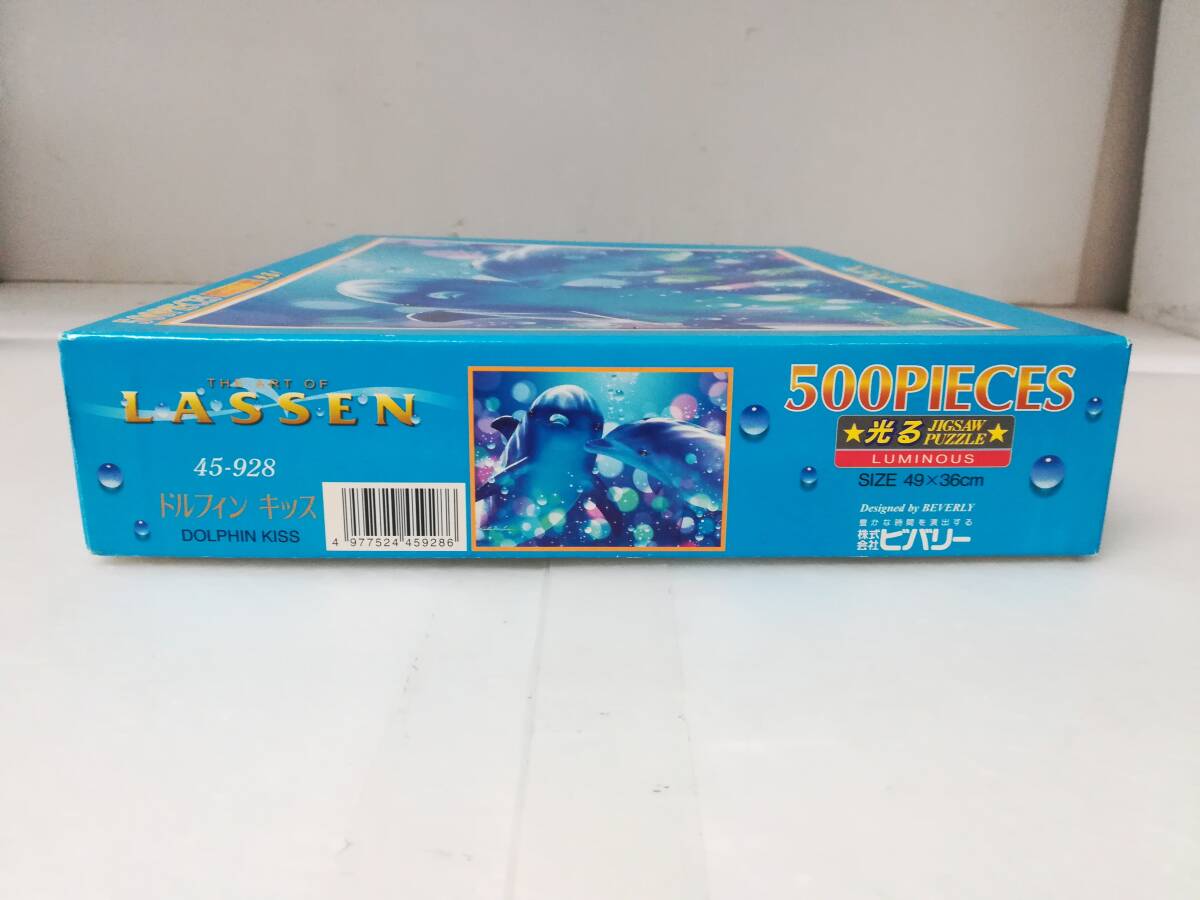 500PIECES
THE ART OF
LASSEN
45-928
ドルフィン キッス
DOLPHIN KISS
4 977524 459286
500PIECES
★光る JIGSAW PUZZLE★
LUMINOUS
SIZE 49×36cm
Designed by BEVERLY
豊かな時間を演出する
株式会社ビバリー